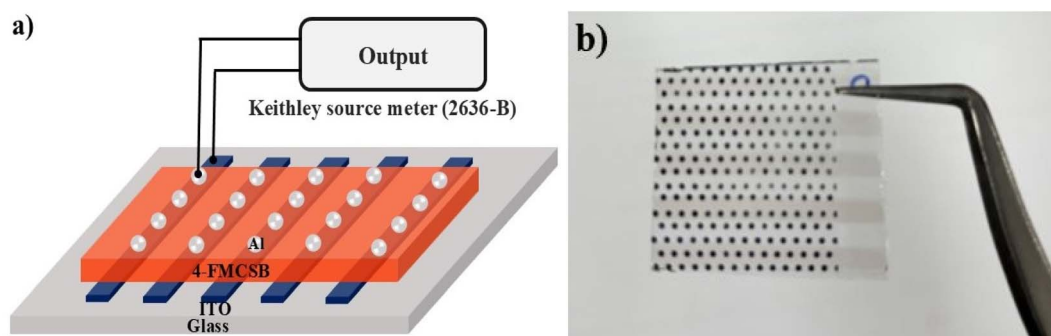 a)
Output
Keithley source meter (2636-B)
Al
4-FMCSB
ITO
Glass
b)